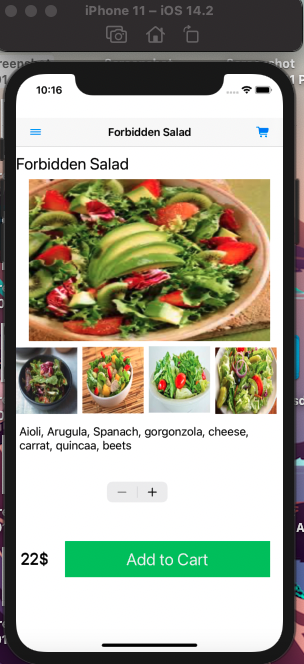 iPhone 11 – iOS 14.2
10:16
Forbidden Salad
Forbidden Salad
Aioli, Arugula, Spanach, gorgonzola, cheese,
carrat, quincaa, beets
22$
Add to Cart